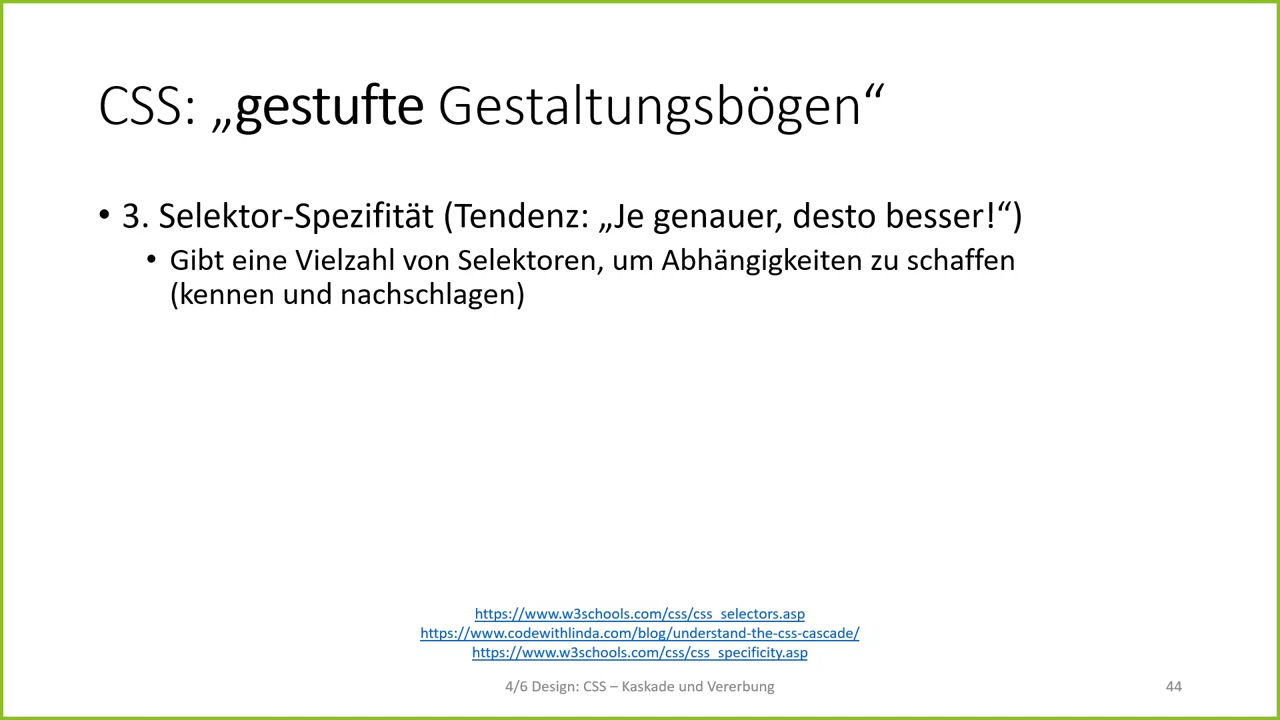 CSS: „gestufte Gestaltungsbögen“
• 3. Selektor-Spezifität (Tendenz: „Je genauer, desto besser!“)
• Gibt eine Vielzahl von Selektoren, um Abhängigkeiten zu schaffen
(kennen und nachschlagen)
https://www.w3schools.com/css/css_selectors.asp
https://www.codewithlinda.com/blog/understand-the-css-cascade/
https://www.w3schools.com/css/css_specificity.asp
4/6 Design: CSS – Kaskade und Vererbung
44